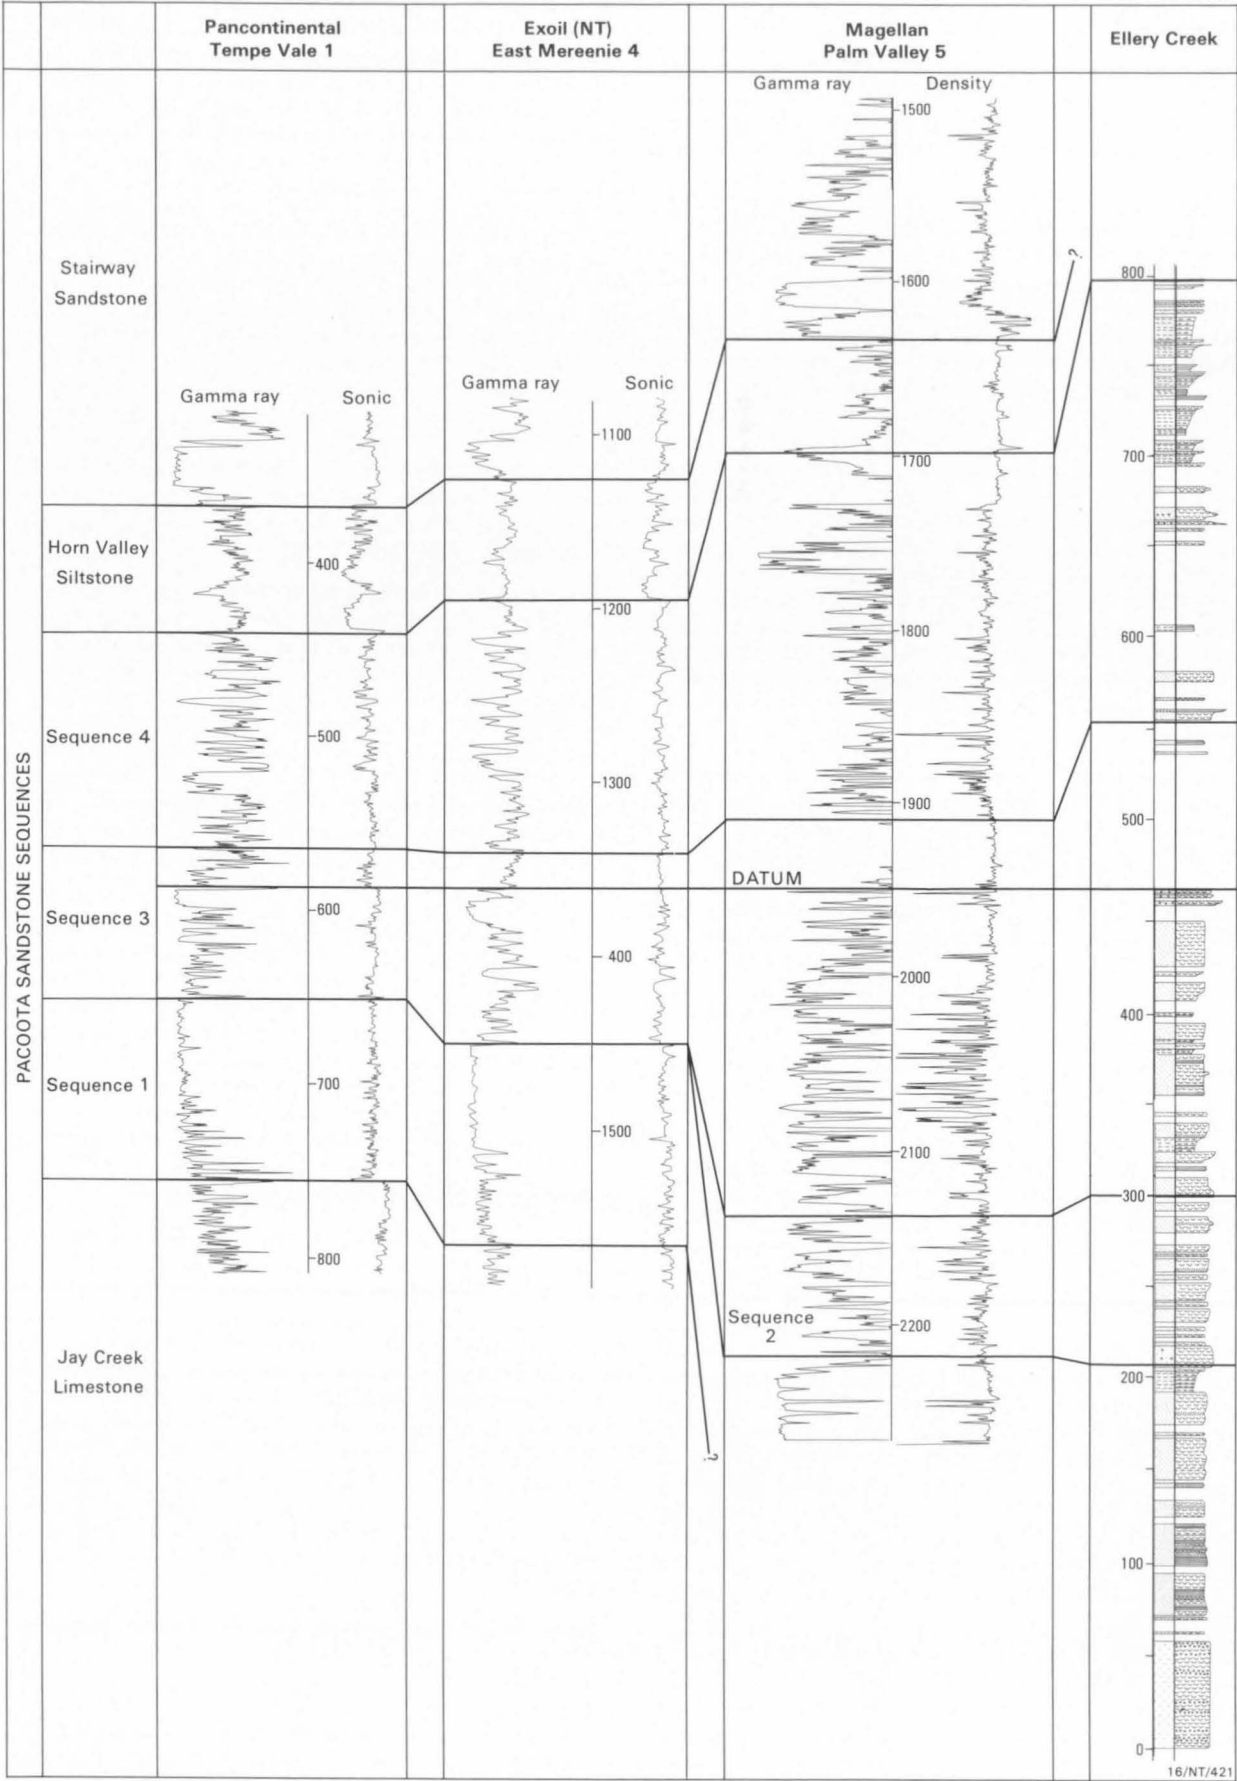 Pancontinental
Tempe Vale 1
Exoil (NT)
East Mereenie 4
Magellan
Palm Valley 5
Ellery Creek
PACOOTA SANDSTONE SEQUENCES
Stairway
Sandstone
Horn Valley
Siltstone
Sequence 4
Sequence 3
Sequence 1
Jay Creek
Limestone
Gamma ray
Sonic
400
500
600
700
800
Gamma ray
Sonic
1100
1200
1300
400
1500
Gamma ray
Density
1500
1600
1700
1800
1900
DATUM
2000
2100
Sequence
2
2200
?
?
800
700
600
500
400
300
200
100
0
16/NT/421